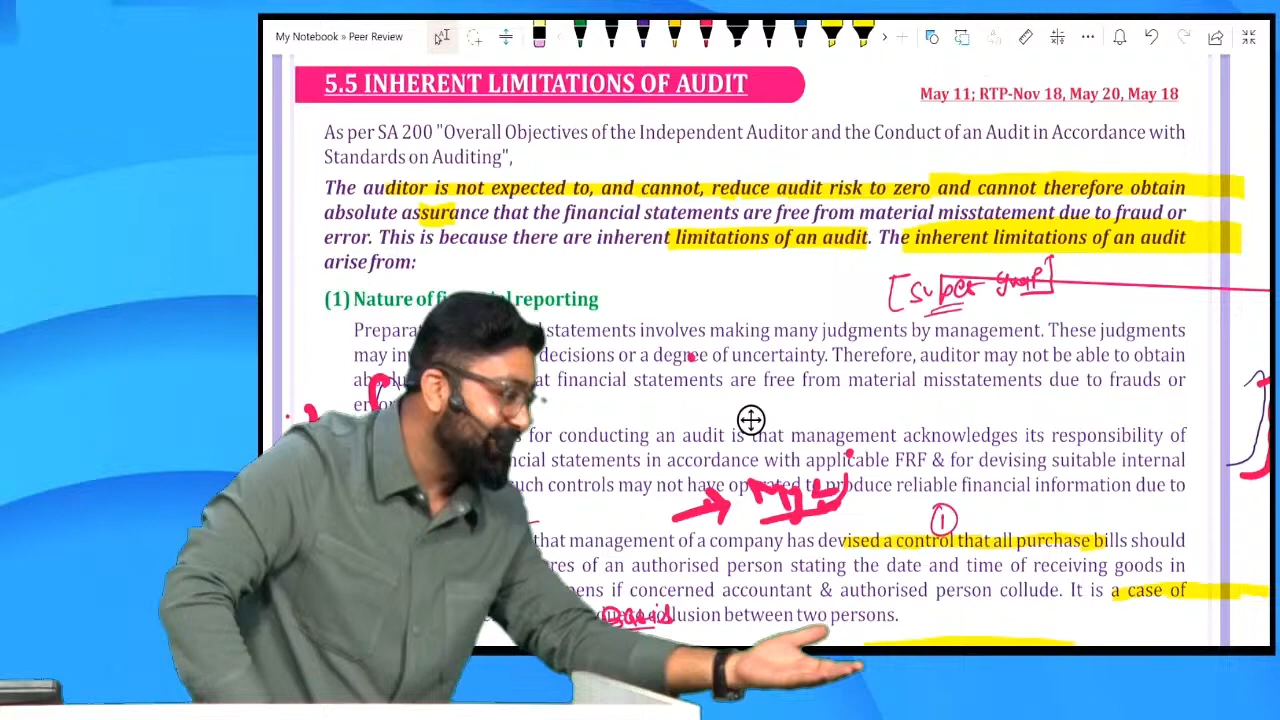 My Notebook » Peer Review
5.5 INHERENT LIMITATIONS OF AUDIT
May 11; RTP-Nov 18, May 20, May 18
As per SA 200 "Overall Objectives of the Independent Auditor and the Conduct of an Audit in Accordance with
Standards on Auditing",
The auditor is not expected to, and cannot, reduce audit risk to zero and cannot therefore obtain
absolute assurance that the financial statements are free from material misstatement due to fraud or
error. This is because there are inherent limitations of an audit. The inherent limitations of an audit
arise from:
(1) Nature of reporting
statements involves making many judgments by management. These judgments
may decisions or a degree of uncertainty. Therefore, auditor may not be able to obtain
financial statements are free from material misstatements due to frauds or
for conducting an audit is that management acknowledges its responsibility of
statements in accordance with applicable FRF & for devising suitable internal
such controls may not have operated to produce reliable financial information due to
①
that management of a company has devised a control that all purchase bills should
of an authorised person stating the date and time of receiving goods in
if concerned accountant & authorised person collude. It is a case of
between two persons.